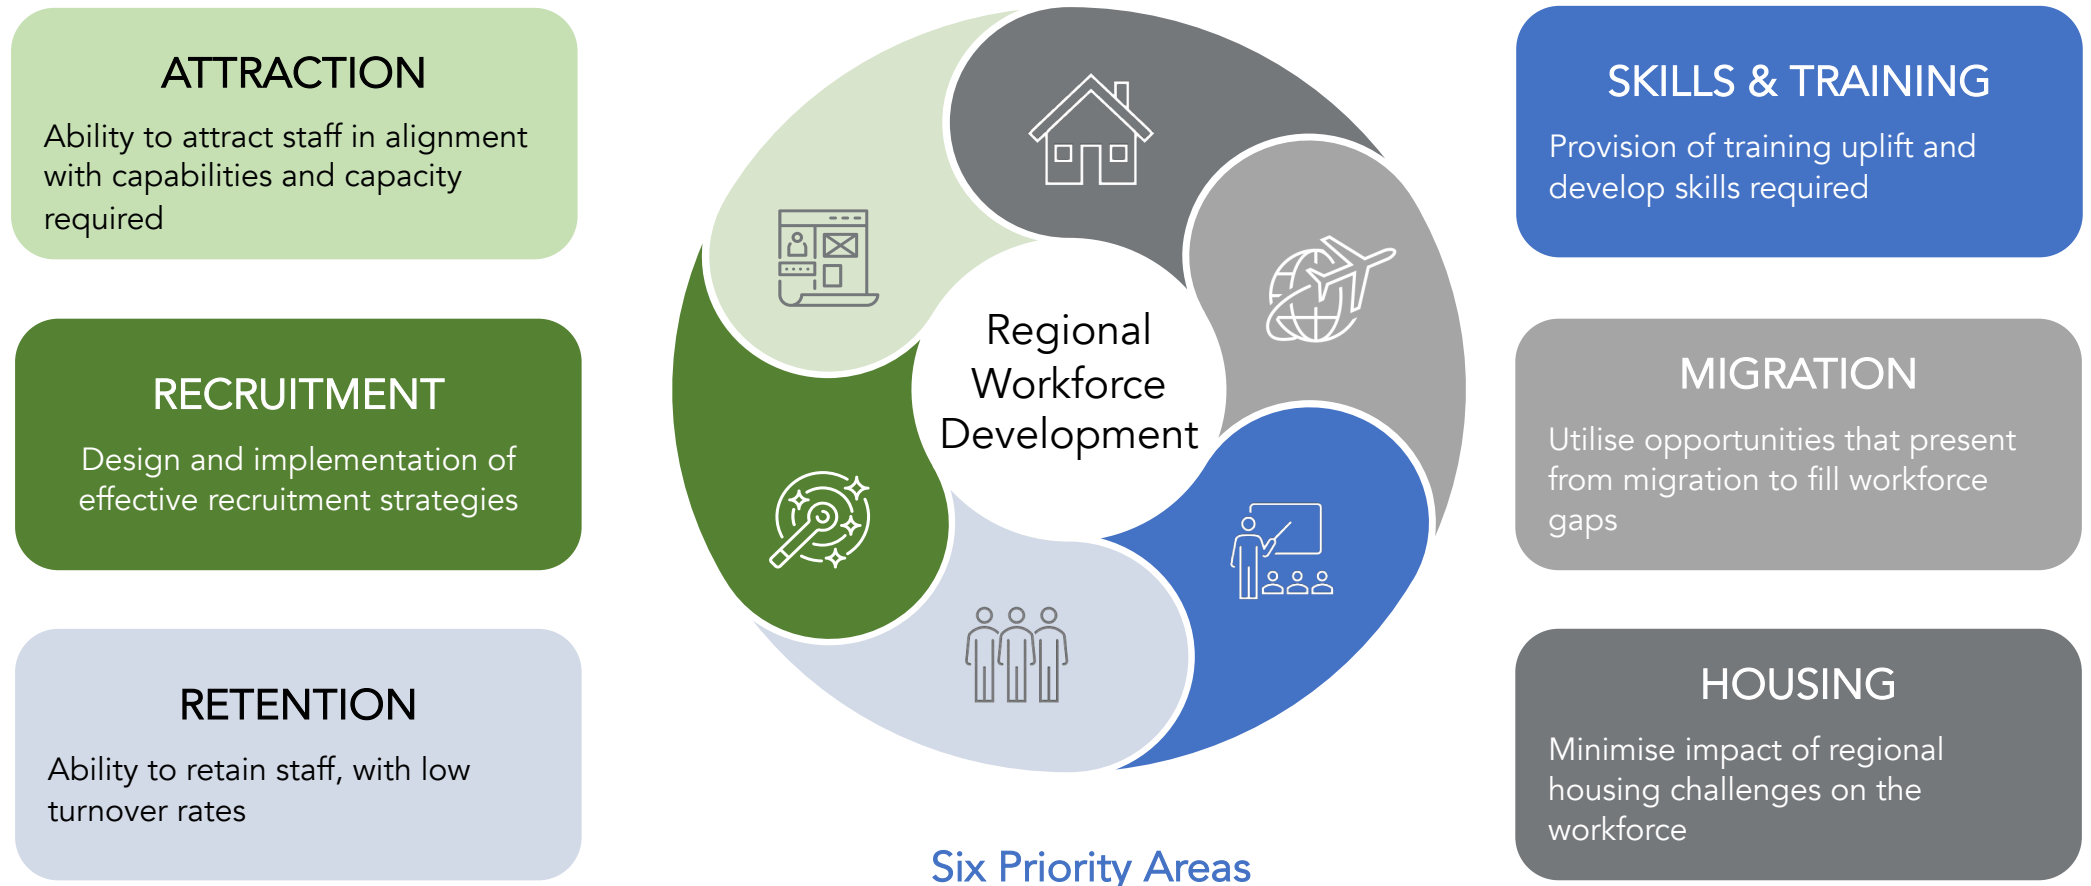 ATTRACTION
Ability to attract staff in alignment
with capabilities and capacity
required
RECRUITMENT
Design and implementation of
effective recruitment strategies
RETENTION
Ability to retain staff, with low
turnover rates
Regional
Workforce
Development
Six Priority Areas
SKILLS & TRAINING
Provision of training uplift and
develop skills required
MIGRATION
Utilise opportunities that present
from migration to fill workforce
gaps
HOUSING
Minimise impact of regional
housing challenges on the
workforce